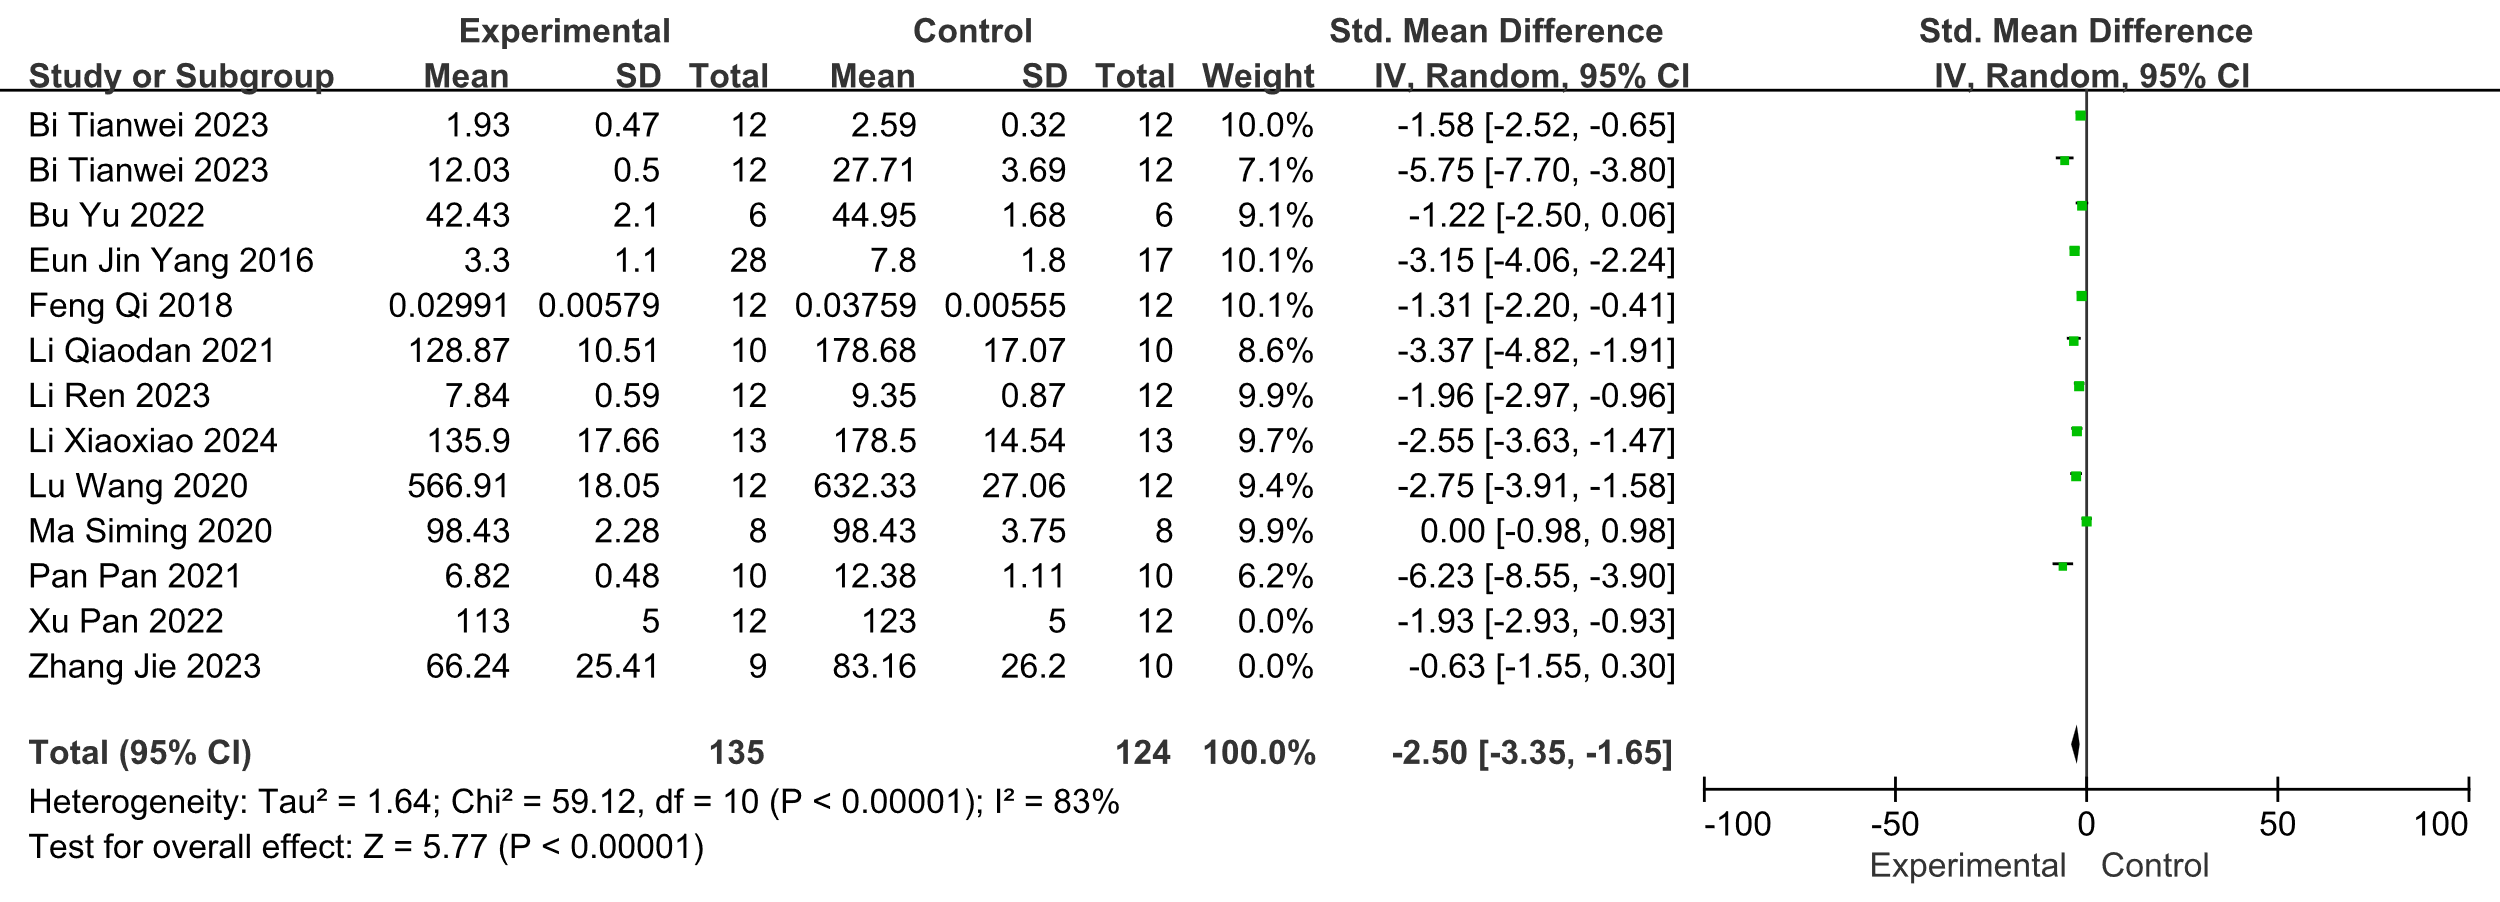 Experimental Control Std. Mean Difference Std. Mean Difference
Study or Subgroup Mean SD Total Mean SD Total Weight IV, Random, 95% CI IV, Random, 95% CI
Bi Tianwei 2023 1.93 0.47 12 2.59 0.32 12 10.0% -1.58 [-2.52, -0.65]
Bi Tianwei 2023 12.03 0.5 12 27.71 3.69 12 7.1% -5.75 [-7.70, -3.80]
Bu Yu 2022 42.43 2.1 6 44.95 1.68 6 9.1% -1.22 [-2.50, 0.06]
Eun Jin Yang 2016 3.3 1.1 28 7.8 1.8 17 10.1% -3.15 [-4.06, -2.24]
Feng Qi 2018 0.02991 0.00579 12 0.03759 0.00555 12 10.1% -1.31 [-2.20, -0.41]
Li Qiaodan 2021 128.87 10.51 10 178.68 17.07 10 8.6% -3.37 [-4.82, -1.91]
Li Ren 2023 7.84 0.59 12 9.35 0.87 12 9.9% -1.96 [-2.97, -0.96]
Li Xiaoxiao 2024 135.9 17.66 13 178.5 14.54 13 9.7% -2.55 [-3.63, -1.47]
Lu Wang 2020 566.91 18.05 12 632.33 27.06 12 9.4% -2.75 [-3.91, -1.58]
Ma Siming 2020 98.43 2.28 8 98.43 3.75 8 9.9% 0.00 [-0.98, 0.98]
Pan Pan 2021 6.82 0.48 10 12.38 1.11 10 6.2% -6.23 [-8.55, -3.90]
Xu Pan 2022 113 5 12 123 5 12 0.0% -1.93 [-2.93, -0.93]
Zhang Jie 2023 66.24 25.41 9 83.16 26.2 10 0.0% -0.63 [-1.55, 0.30]
Total (95% CI) 135 124 100.0% -2.50 [-3.35, -1.65]
Heterogeneity: Tau² = 1.64; Chi² = 59.12, df = 10 (P < 0.00001); I² = 83%
Test for overall effect: Z = 5.77 (P < 0.00001)
-100 -50 0 50 100
Experimental Control